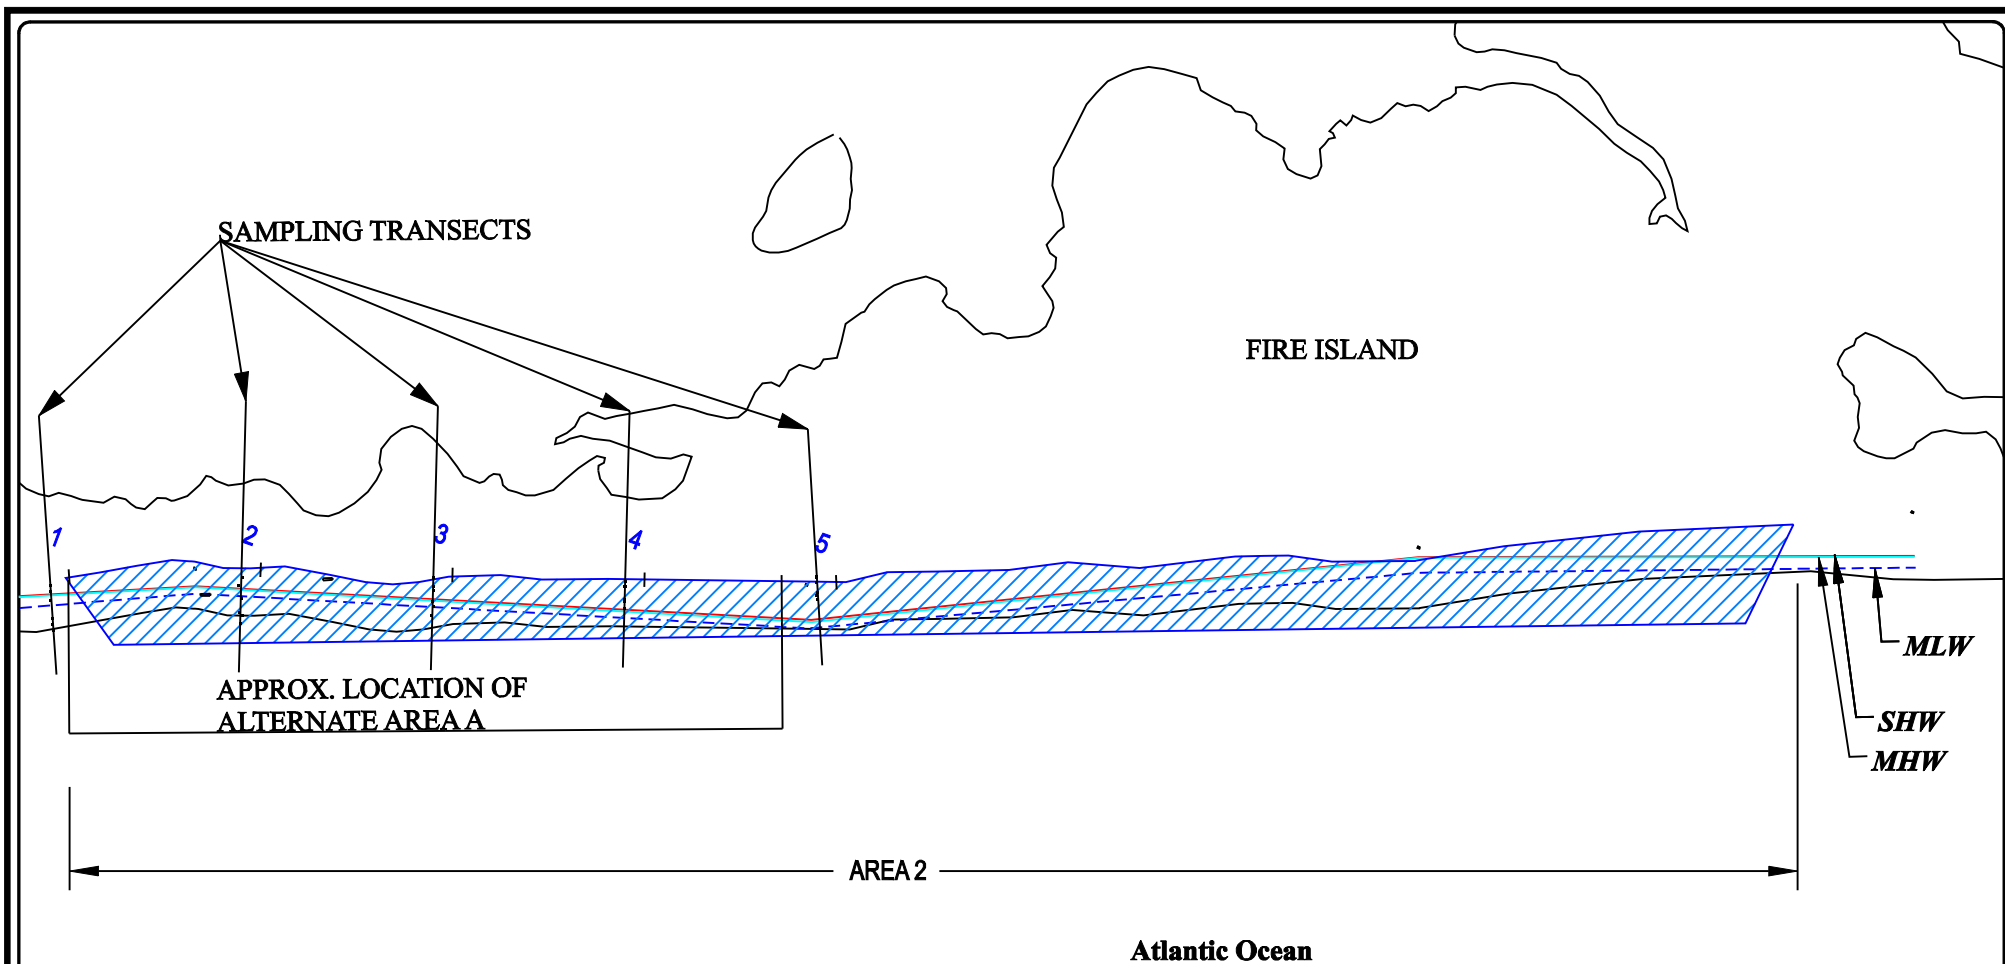 SAMPLING TRANSECTS
FIRE ISLAND
1
2
3
4
5
APPROX. LOCATION OF
ALTERNATE AREA A
MLW
SHW
MHW
AREA 2
Atlantic Ocean